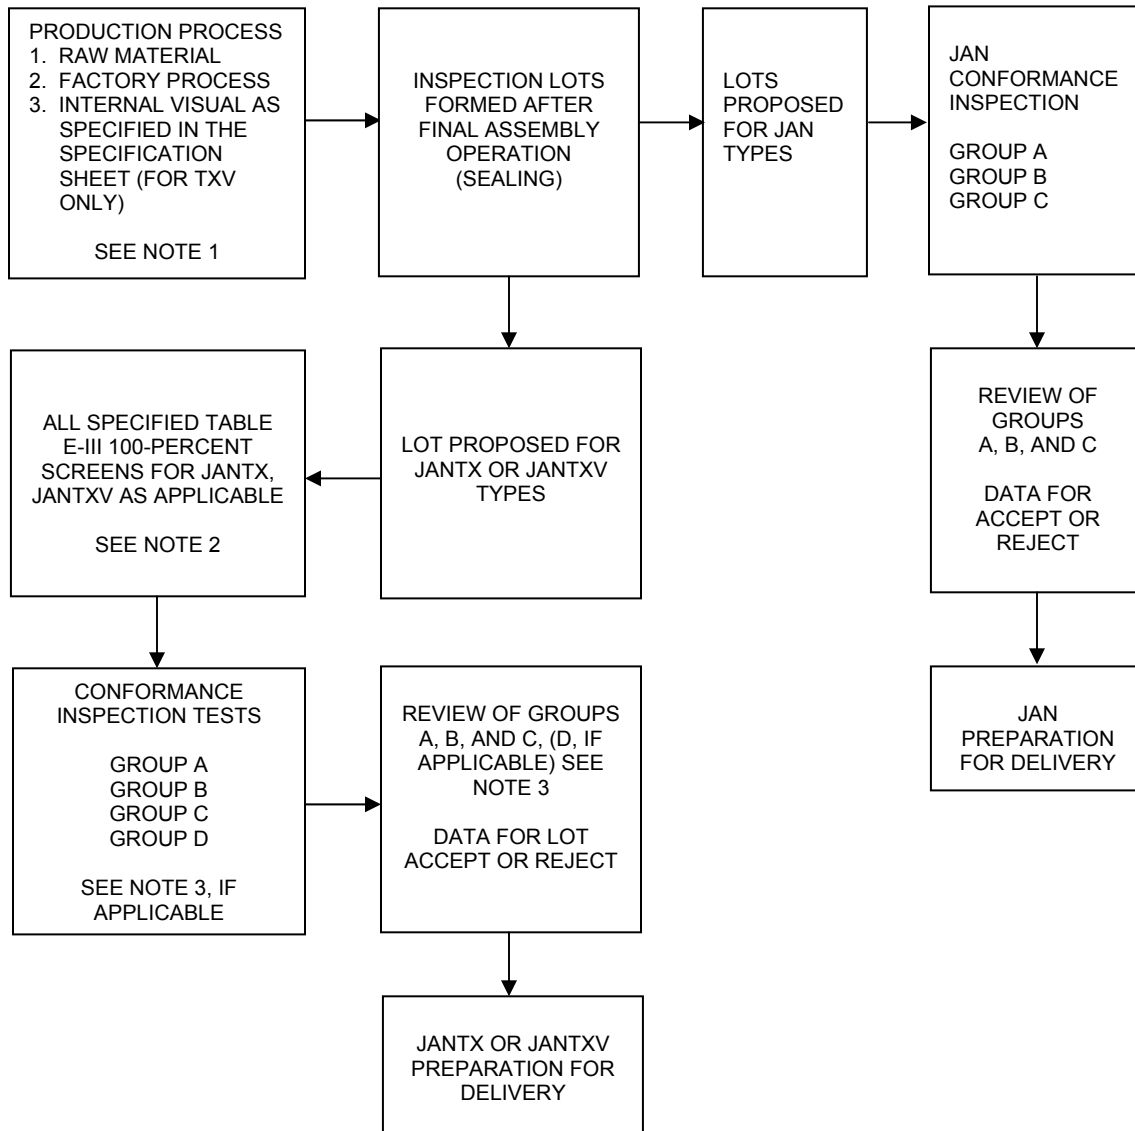 PRODUCTION PROCESS
1. RAW MATERIAL
2. FACTORY PROCESS
3. INTERNAL VISUAL AS
SPECIFIED IN THE
SPECIFICATION
SHEET (FOR TXV
ONLY)
SEE NOTE 1
INSPECTION LOTS
FORMED AFTER
FINAL ASSEMBLY
OPERATION
(SEALING)
LOTS
PROPOSED
FOR JAN
TYPES
JAN
CONFORMANCE
INSPECTION
GROUP A
GROUP B
GROUP C
ALL SPECIFIED TABLE
E-III 100-PERCENT
SCREENS FOR JANTX,
JANTXV AS APPLICABLE
SEE NOTE 2
LOT PROPOSED FOR
JANTX OR JANTXV
TYPES
REVIEW OF
GROUPS
A, B, AND C
DATA FOR
ACCEPT OR
REJECT
CONFORMANCE
INSPECTION TESTS
GROUP A
GROUP B
GROUP C
GROUP D
SEE NOTE 3, IF
APPLICABLE
REVIEW OF GROUPS
A, B, AND C, (D, IF
APPLICABLE) SEE
NOTE 3
DATA FOR LOT
ACCEPT OR REJECT
JAN
PREPARATION
FOR DELIVERY
JANTX OR JANTXV
PREPARATION FOR
DELIVERY